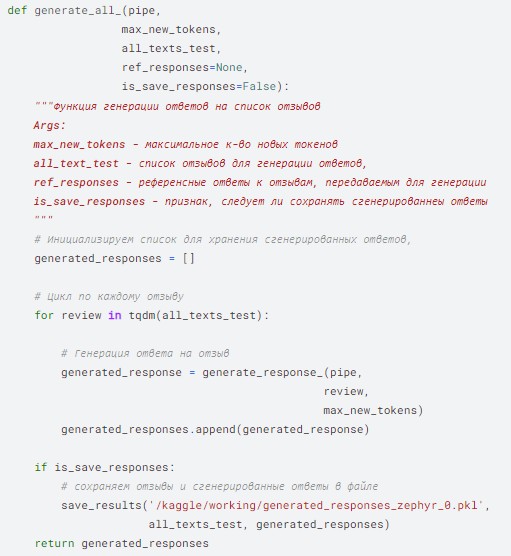 def generate_all_(pipe,
                 max_new_tokens,
                 all_texts_test,
                 ref_responses=None,
                 is_save_responses=False):
    """Функция генерации ответов на список отзывов
    Args:
    max_new_tokens - максимальное к-во новых токенов
    all_text_test - список отзывов для генерации ответов,
    ref_responses - референсные ответы к отзывам, передаваемым для генерации
    is_save_responses - признак, следует ли сохранять сгенерированнеы ответы
    """
    # Инициализируем список для хранения сгенерированных ответов,
    generated_responses = []

    # Цикл по каждому отзыву
    for review in tqdm(all_texts_test):

        # Генерация ответа на отзыв
        generated_response = generate_response_(pipe,
                                                review,
                                                max_new_tokens)
        generated_responses.append(generated_response)

    if is_save_responses:
        # сохраняем отзывы и сгенерированные ответы в файле
        save_results('/kaggle/working/generated_responses_zephyr_0.pkl',
                     all_texts_test, generated_responses)
    return generated_responses